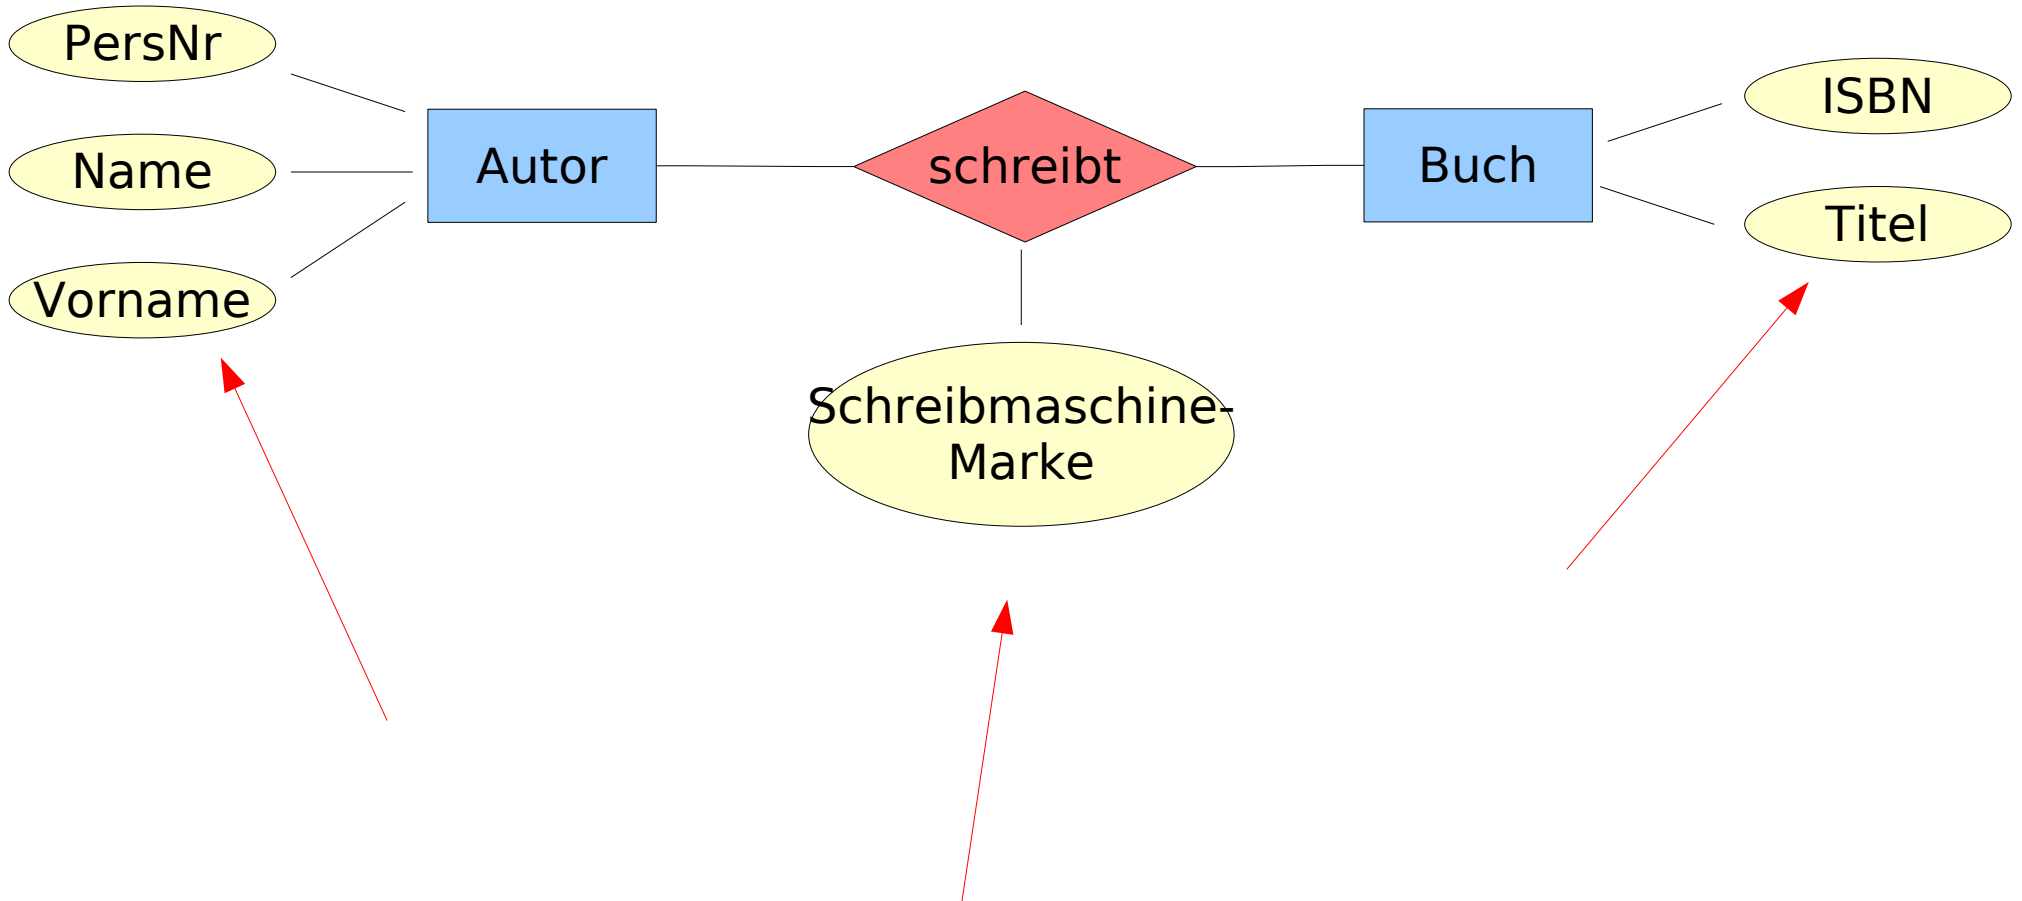 PersNr
Name
Vorname
Autor
schreibt
Schreibmaschine-
Marke
Buch
ISBN
Titel